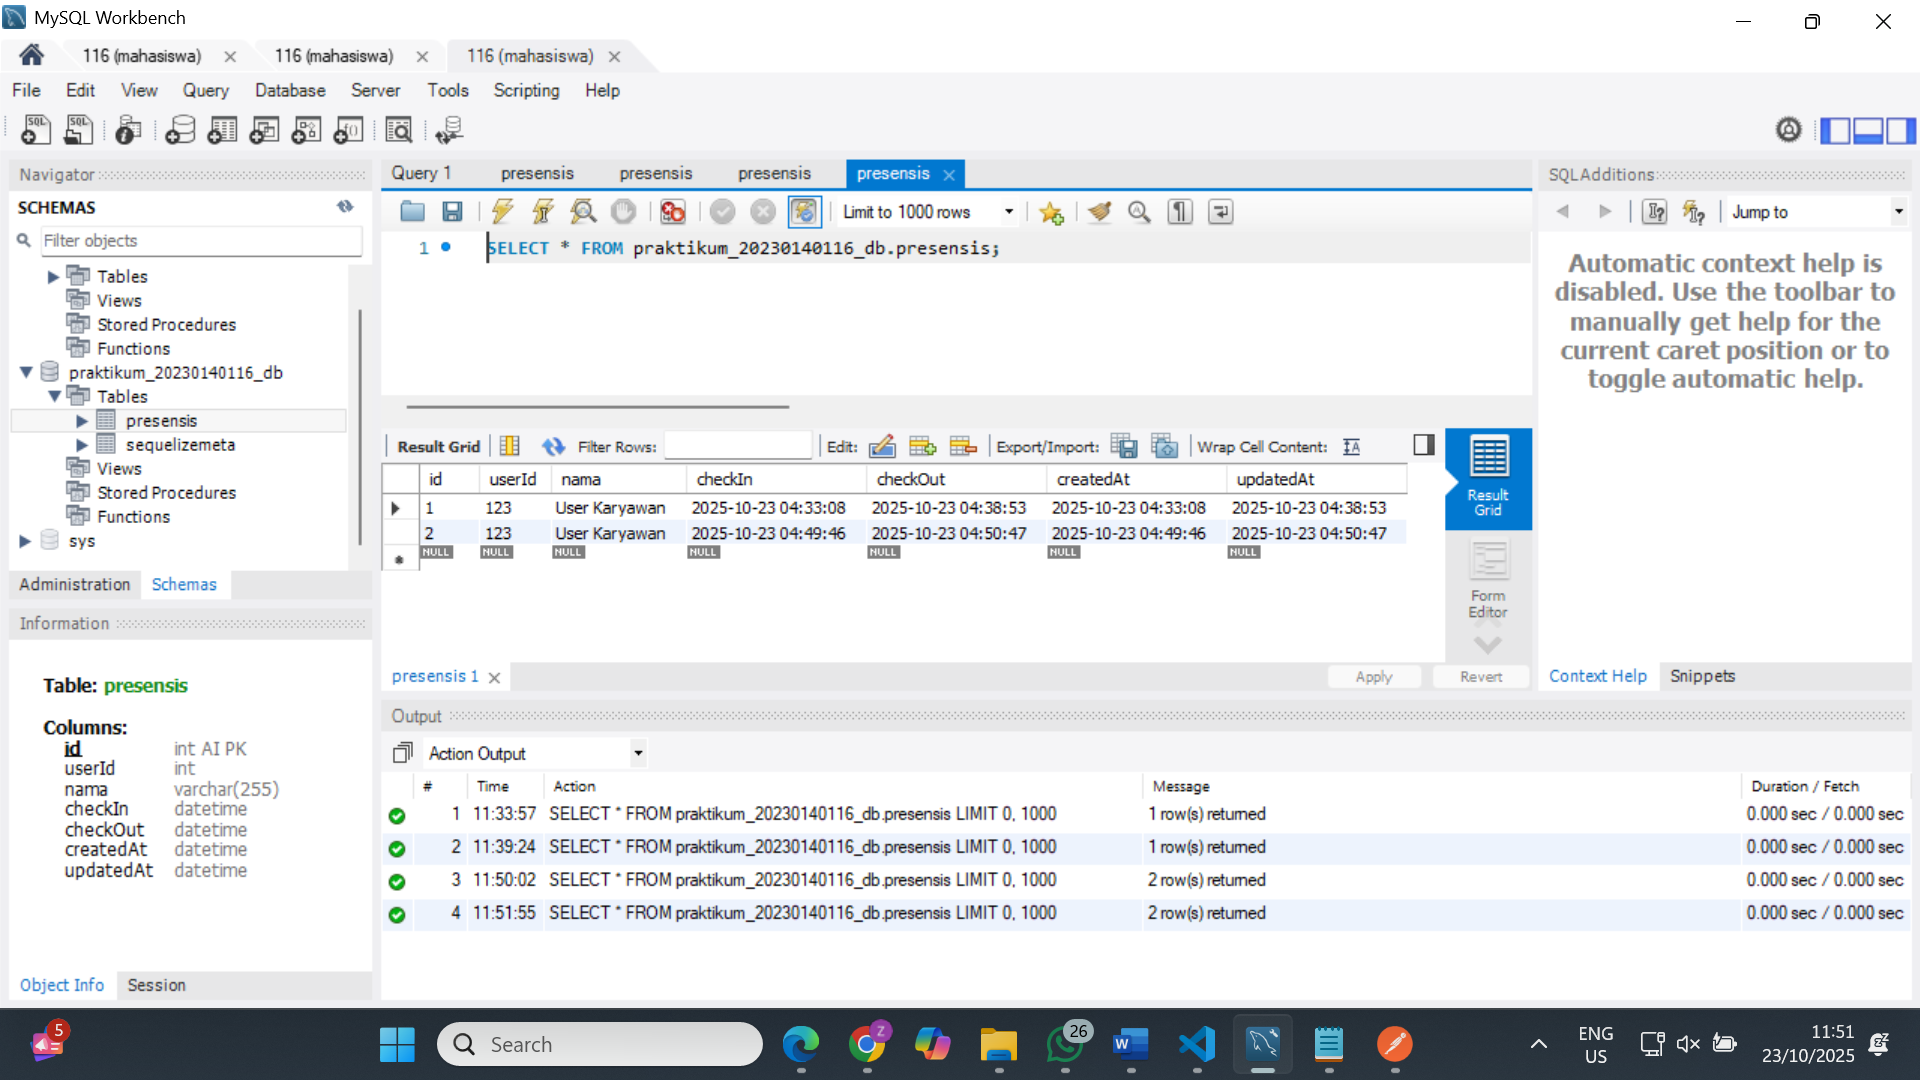 MySQL Workbench
116 (mahasiswa)
116 (mahasiswa)
116 (mahasiswa)
File Edit View Query Database Server Tools Scripting Help
Navigator
SCHEMAS
Filter objects
Tables
Views
Stored Procedures
Functions
praktikum_20230140116_db
Tables
presensis
sequelizemeta
Views
Stored Procedures
Functions
sys
Administration Schemas
Information
Table: presensis
Columns:
id int AI PK
userId int
nama varchar(255)
checkIn datetime
checkOut datetime
createdAt datetime
updatedAt datetime
Object Info Session
Query 1 presensis presensis presensis presensis
Limit to 1000 rows
1 SELECT * FROM praktikum_20230140116_db.presensis;
Result Grid Filter Rows: Edit: Export/Import: Wrap Cell Content:
id userId nama checkIn checkOut createdAt updatedAt
1 123 User Karyawan 2025-10-23 04:33:08 2025-10-23 04:38:53 2025-10-23 04:33:08 2025-10-23 04:38:53
2 123 User Karyawan 2025-10-23 04:49:46 2025-10-23 04:50:47 2025-10-23 04:49:46 2025-10-23 04:50:47
NULL NULL NULL NULL NULL NULL NULL
Result
Grid
Form
Editor
presensis 1
Apply Revert
SQLAdditions
Jump to
Automatic context help is
disabled. Use the toolbar to
manually get help for the
current caret position or to
toggle automatic help.
Context Help Snippets
Output
Action Output
# Time Action Message Duration / Fetch
1 11:33:57 SELECT * FROM praktikum_20230140116_db.presensis LIMIT 0, 1000 1 row(s) returned 0.000 sec / 0.000 sec
2 11:39:24 SELECT * FROM praktikum_20230140116_db.presensis LIMIT 0, 1000 1 row(s) returned 0.000 sec / 0.000 sec
3 11:50:02 SELECT * FROM praktikum_20230140116_db.presensis LIMIT 0, 1000 2 row(s) returned 0.000 sec / 0.000 sec
4 11:51:55 SELECT * FROM praktikum_20230140116_db.presensis LIMIT 0, 1000 2 row(s) returned 0.000 sec / 0.000 sec
5
Search
Z
26
ENG
US
11:51
23/10/2025